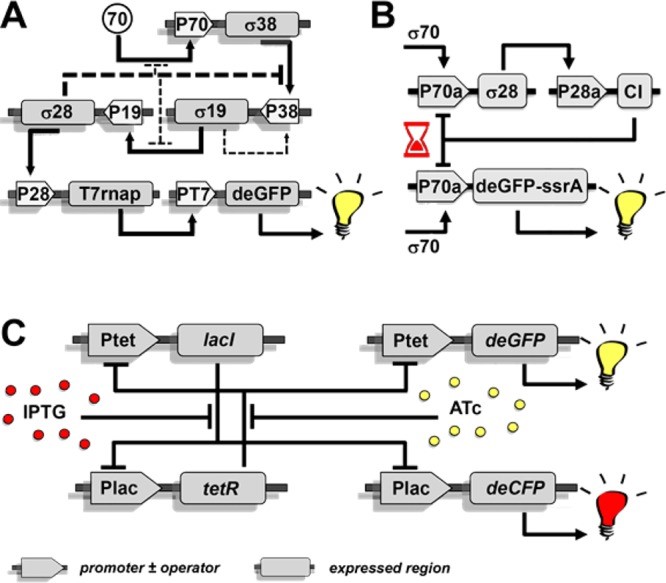 A
70
P70
σ38
σ28
P19
σ19
P38
P28
T7rnap
PT7
deGFP
B
σ70
P70a
σ28
P28a
CI
P70a
deGFP-ssrA
σ70
C
Ptet
lacI
Ptet
deGFP
IPTG
ATc
Plac
tetR
Plac
deCFP
promoter ± operator
expressed region